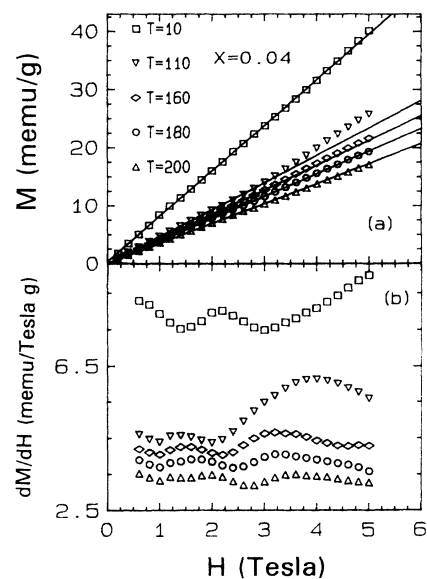 40
30
20
10
0
M (memu/g)
□ T=10
▽ T=110
◇ T=160
○ T=180
△ T=200
X=0.04
(a)
(b)
6.5
2.5
dM/dH (memu/Tesla g)
0 1 2 3 4 5 6
H (Tesla)